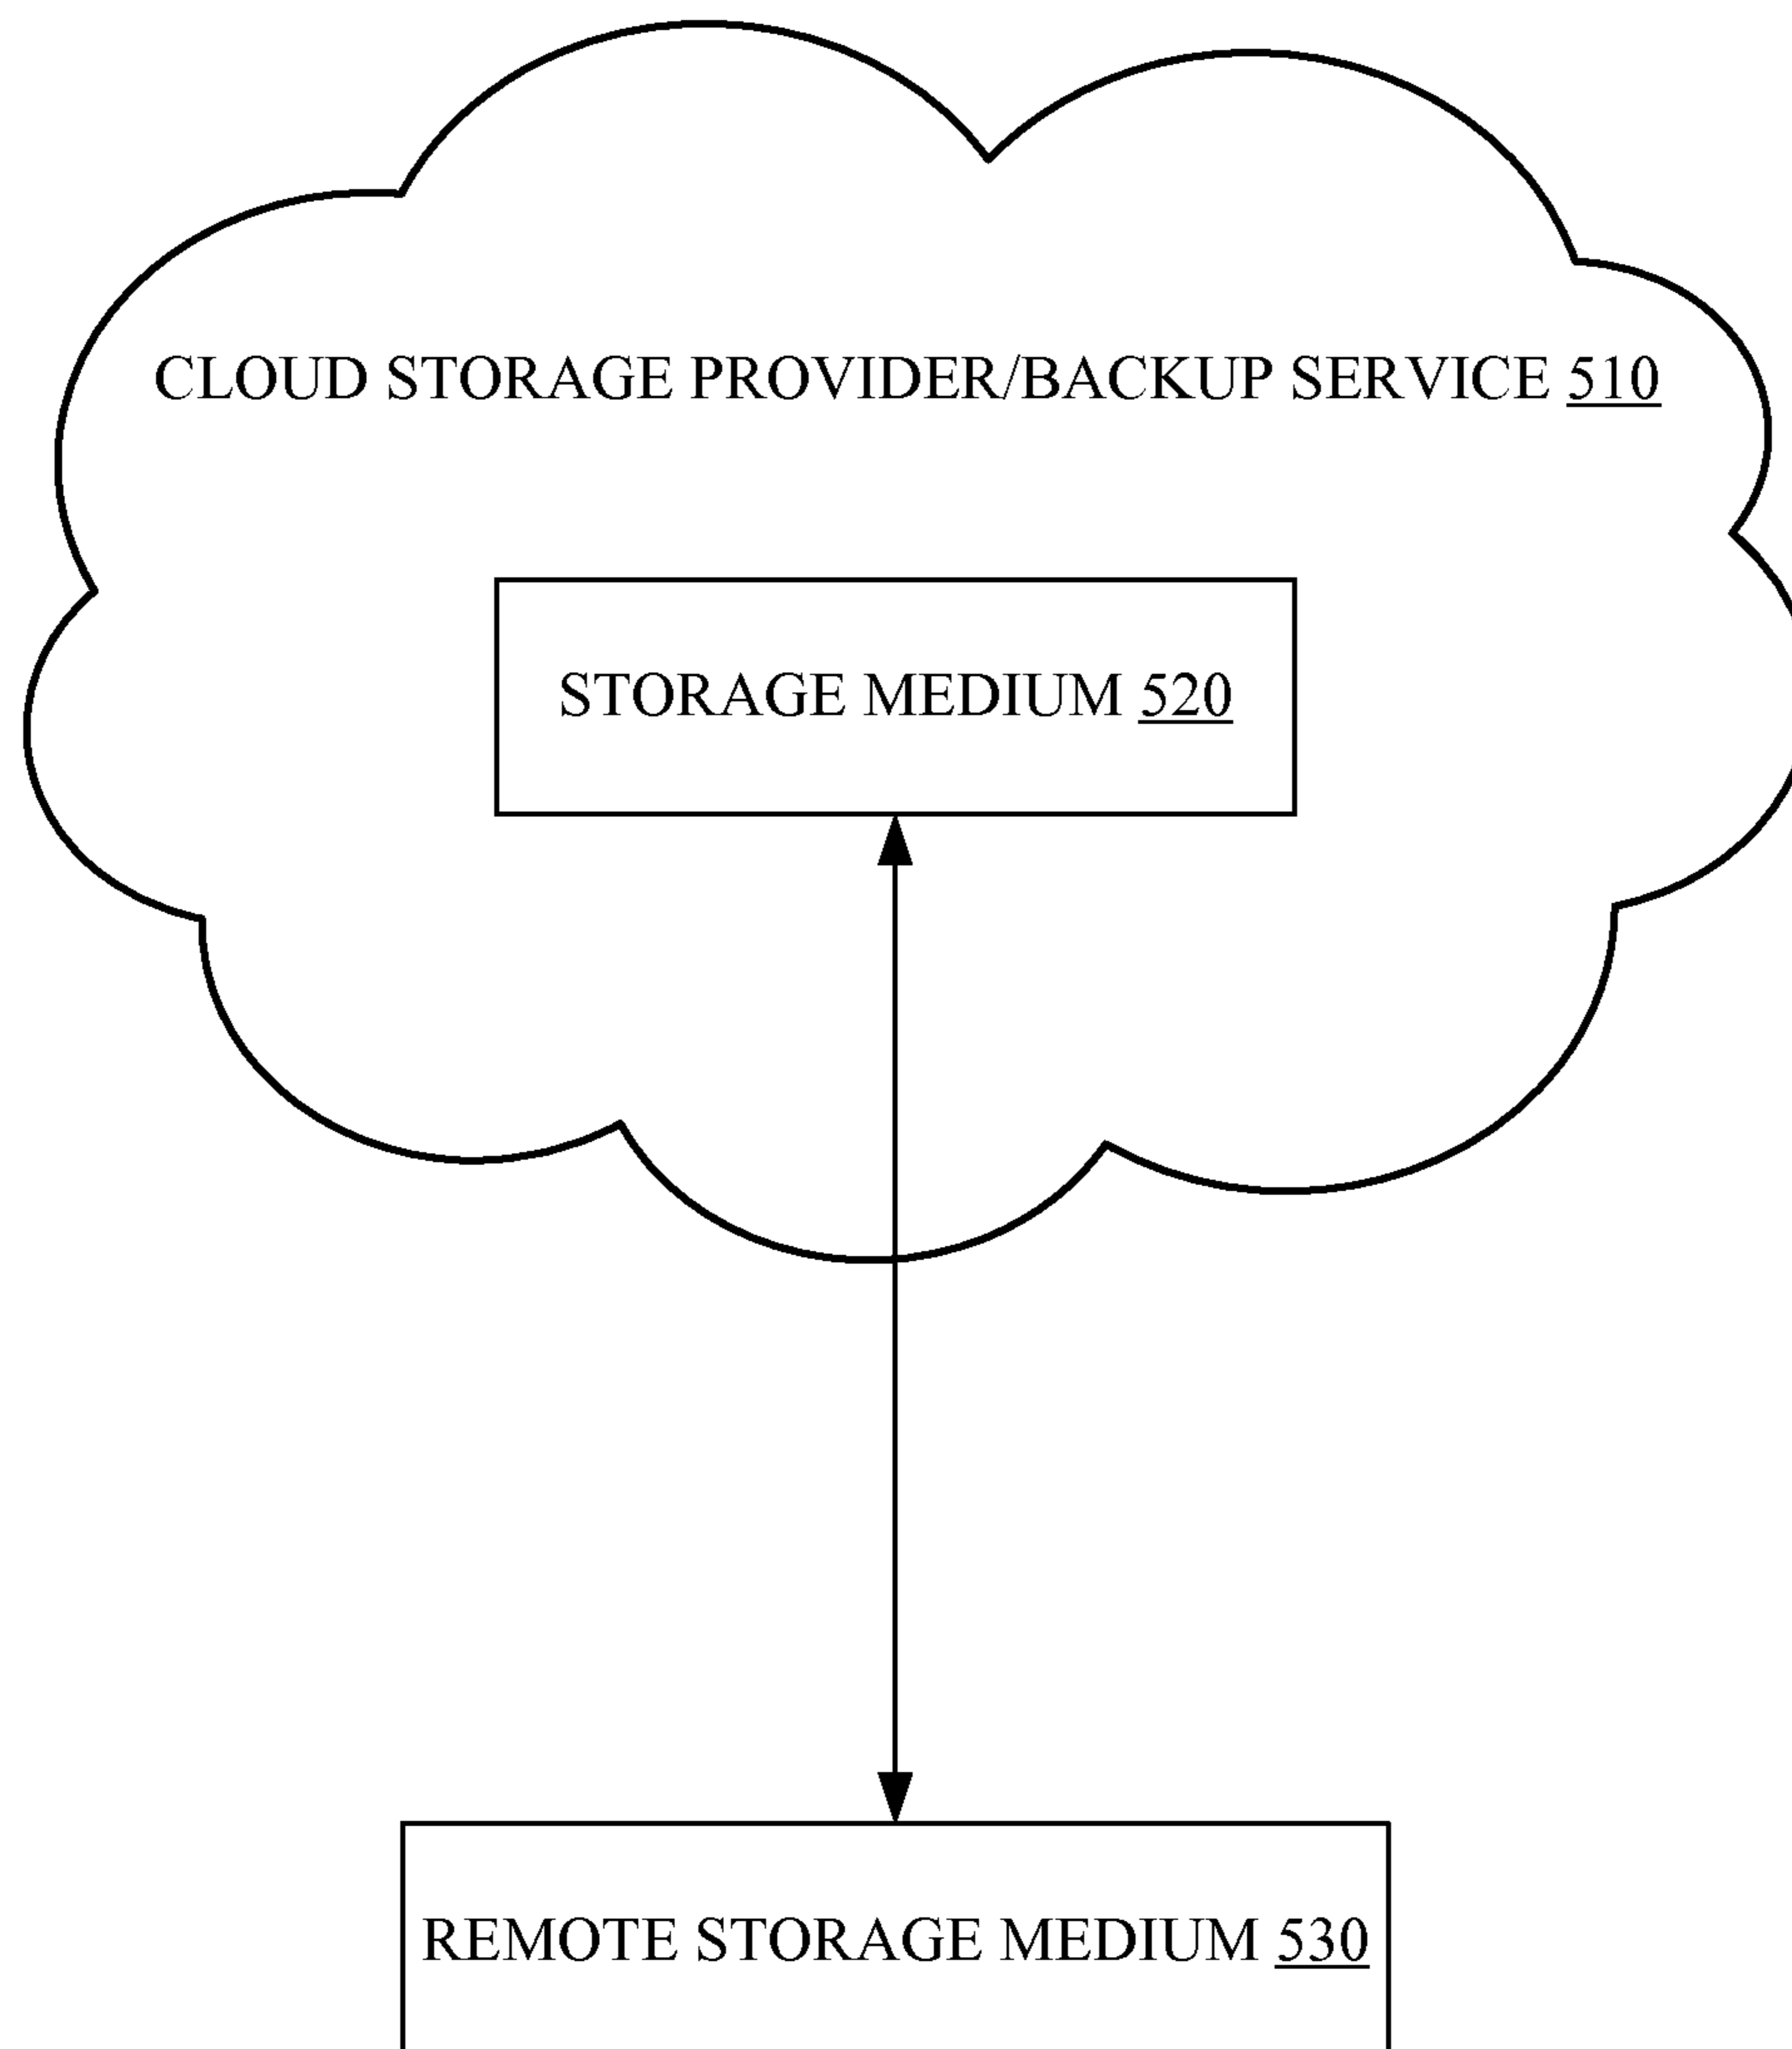 CLOUD STORAGE PROVIDER/BACKUP SERVICE 510
STORAGE MEDIUM 520
REMOTE STORAGE MEDIUM 530